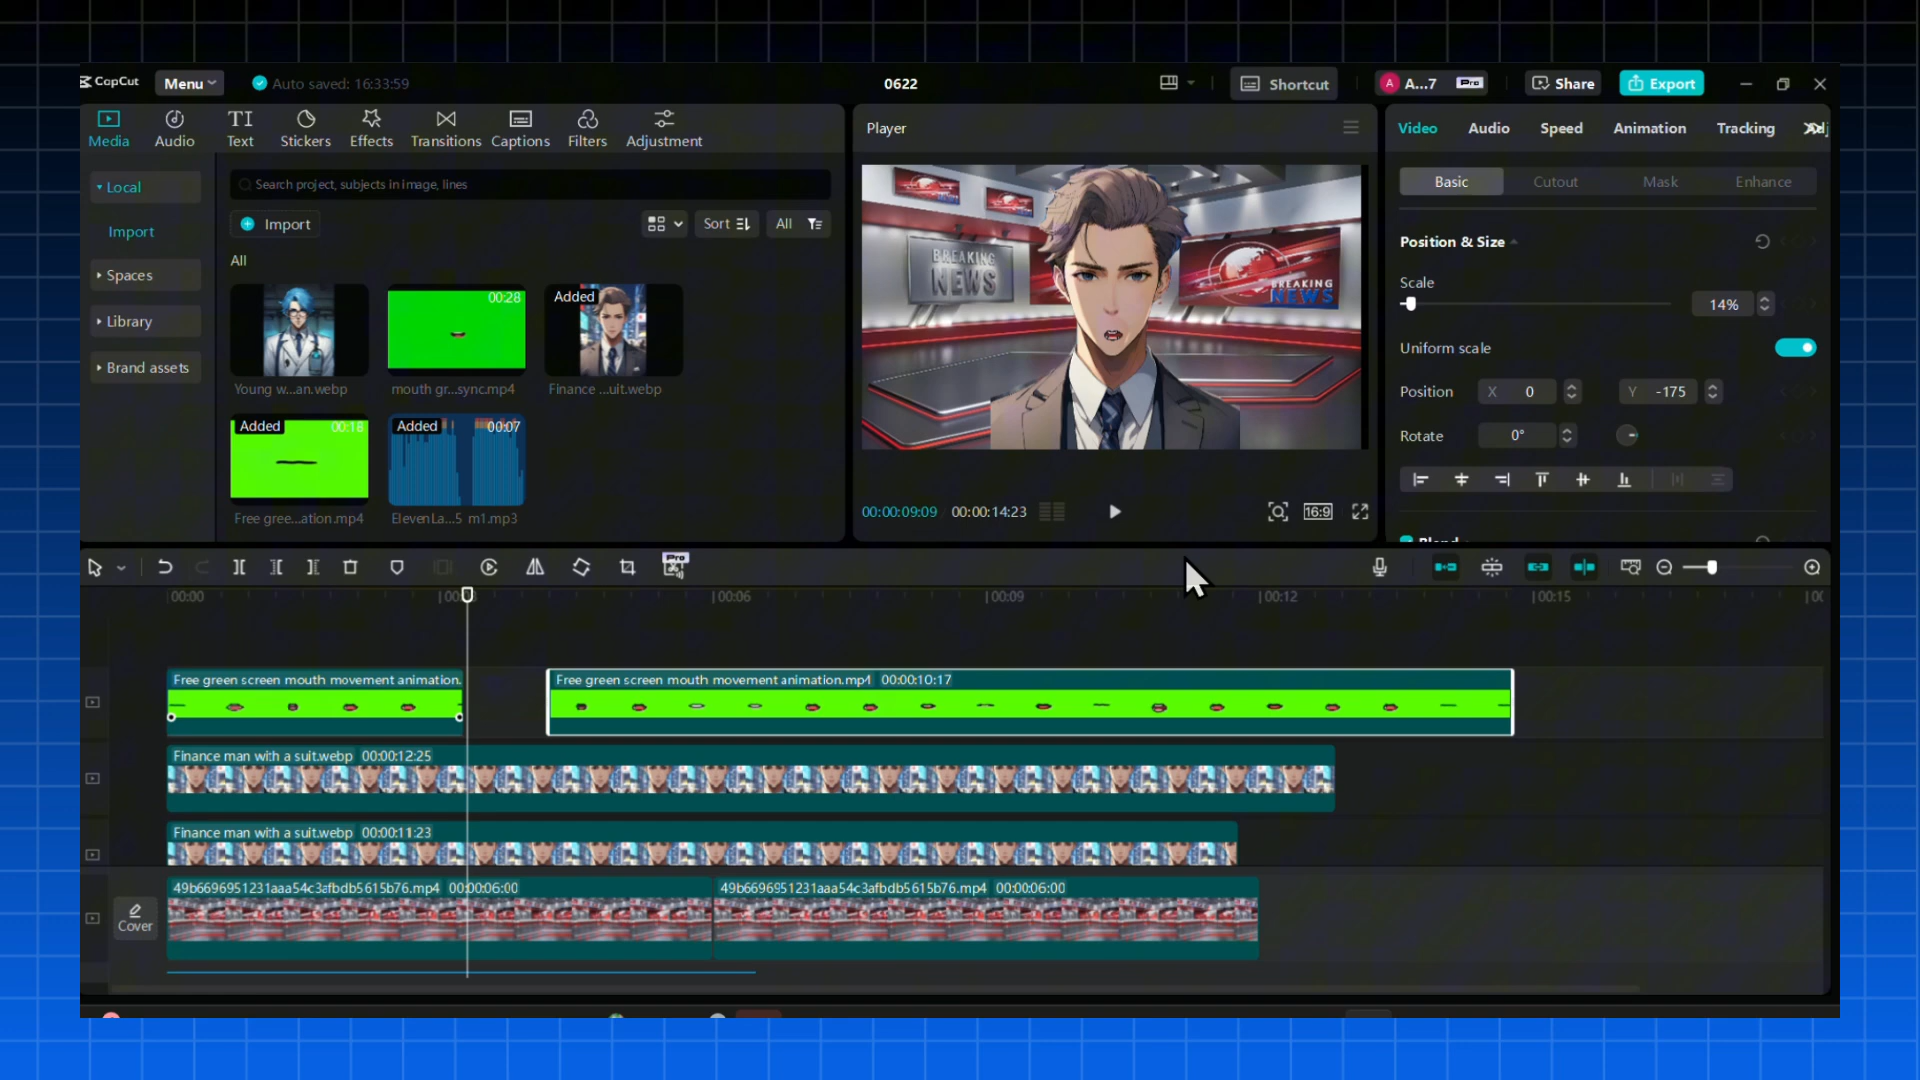 CapCut
Menu
Auto saved: 16:33:59
0622
Shortcut
A
A...7
Pro
Share
Export
Media
Audio
Text
Stickers
Effects
Transitions
Captions
Filters
Adjustment
Local
Import
Spaces
Library
Brand assets
Search project, subjects in image, lines
Import
Sort
All
All
00:28
Added
Young w...an.webp
mouth gr...sync.mp4
Finance ...uit.webp
Added
00:18
Added
00:07
Free gree...ation.mp4
ElevenLa...5 m1.mp3
Player
BREAKING
NEWS
BREAKING
NEWS
00:00:09:09
00:00:14:23
16:9
Video
Audio
Speed
Animation
Tracking
Basic
Cutout
Mask
Enhance
Position & Size
Scale
14%
Uniform scale
Position
X 0
Y -175
Rotate
0°
Blend
Pro
00:00
00:06
00:09
00:12
00:15
Free green screen mouth movement animation.
Free green screen mouth movement animation.mp4 00:00:10:17
Finance man with a suit.webp 00:00:12:25
Finance man with a suit.webp 00:00:11:23
Cover
49b6696951231aaa54c3afbdb5615b76.mp4 00:00:06:00
49b6696951231aaa54c3afbdb5615b76.mp4 00:00:06:00